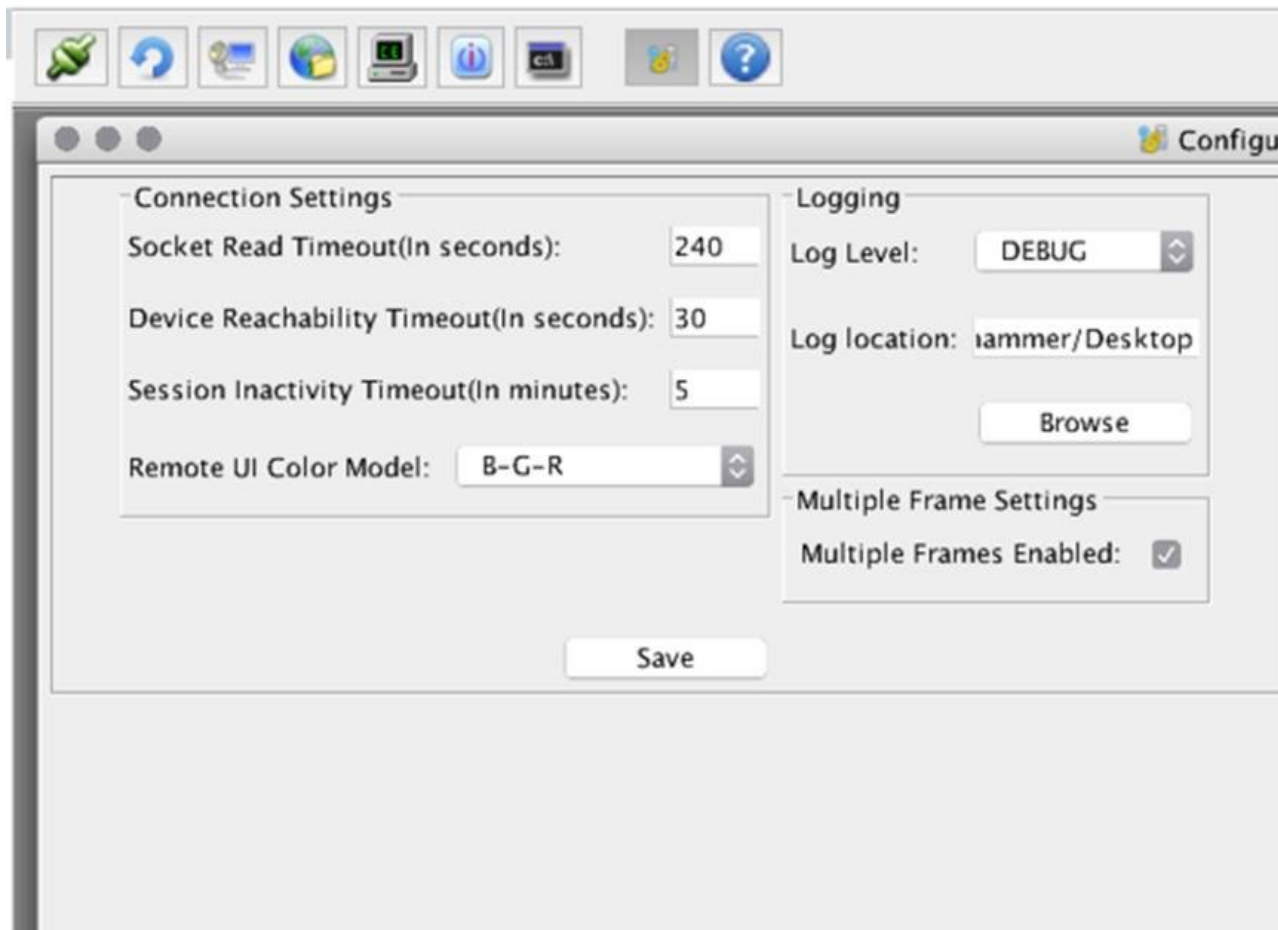 CE
c:\
Configu
Connection Settings
Socket Read Timeout(In seconds): 240
Device Reachability Timeout(In seconds): 30
Session Inactivity Timeout(In minutes): 5
Remote UI Color Model: B-G-R
Logging
Log Level: DEBUG
Log location: hammer/Desktop
Browse
Multiple Frame Settings
Multiple Frames Enabled:
Save